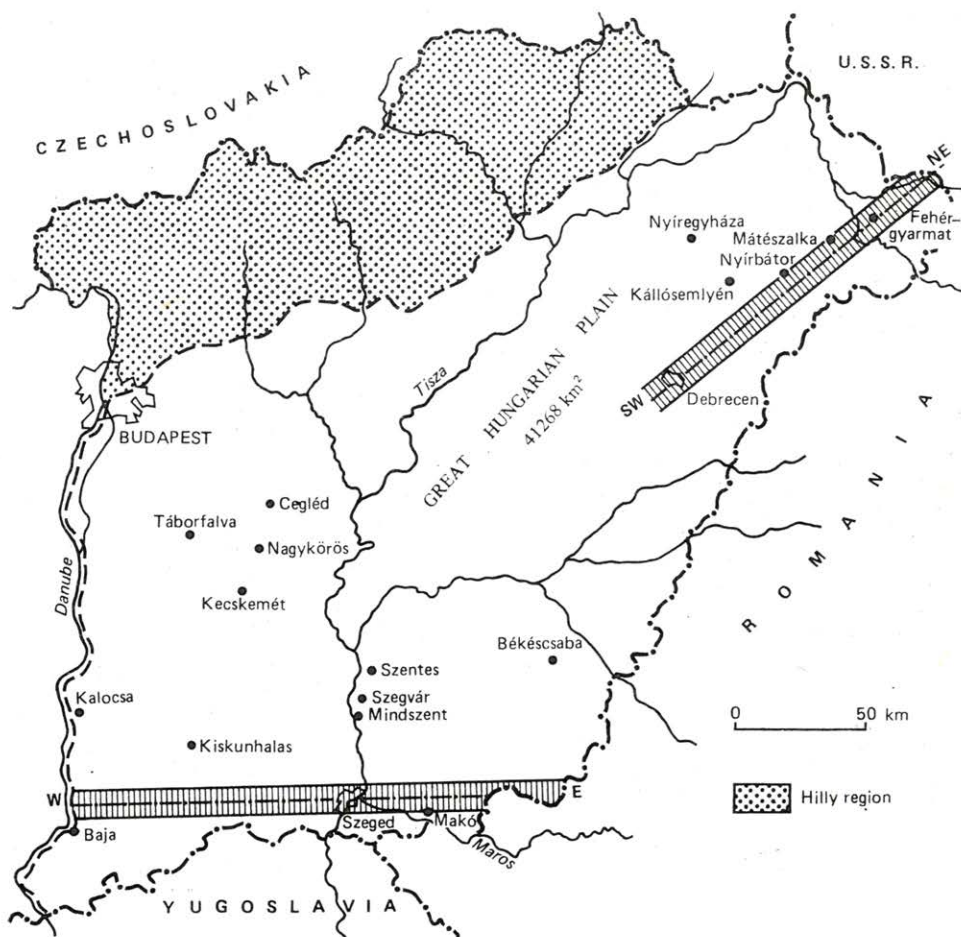 U.S.S.R.
CZECHOSLOVAKIA
NE
Fehér-
gyarmat
Nyíregyháza
Mátészalka
Nyírbátor
Kállósemlyén
Tisza
GREAT HUNGARIAN PLAIN
41268 km²
SW
Debrecen
BUDAPEST
ROMANIA
Cegléd
Táborfalva
Nagykörös
Danube
Kecskemét
Békéscsaba
Szentes
Szegvár
Kalocsa
Mindszent
0 50 km
Kiskunhalas
W
E
Hilly region
Szeged
Makó
Baja
Maros
YUGOSLAVIA